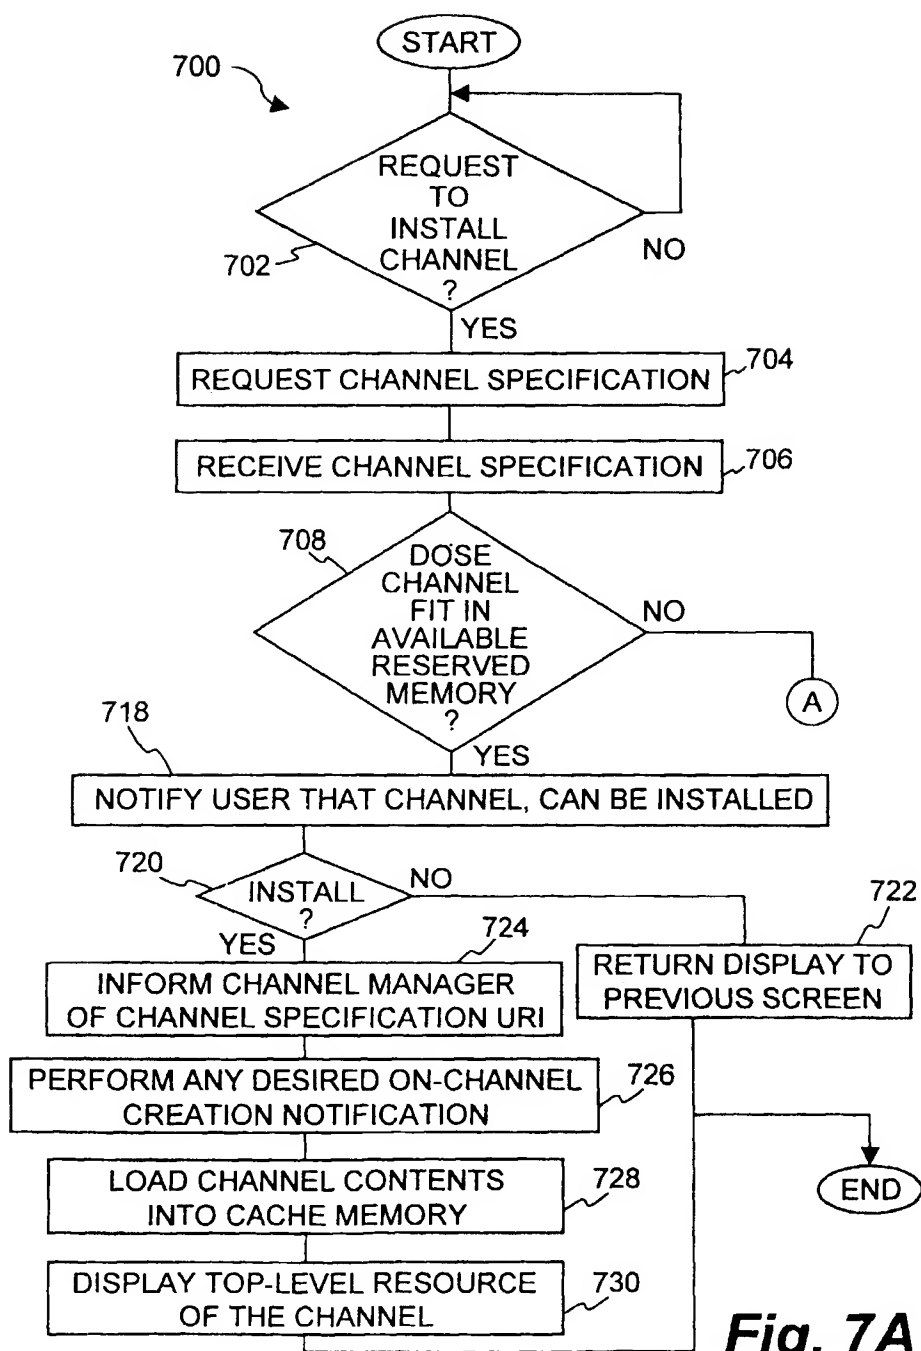 START
700
REQUEST
TO
INSTALL
CHANNEL
?
702
NO
YES
REQUEST CHANNEL SPECIFICATION
704
RECEIVE CHANNEL SPECIFICATION
706
708
DOSE
CHANNEL
FIT IN
AVAILABLE
RESERVED
MEMORY
?
NO
A
718
YES
NOTIFY USER THAT CHANNEL, CAN BE INSTALLED
720
INSTALL
?
NO
YES
724
722
INFORM CHANNEL MANAGER
OF CHANNEL SPECIFICATION URI
RETURN DISPLAY TO
PREVIOUS SCREEN
PERFORM ANY DESIRED ON-CHANNEL
CREATION NOTIFICATION
726
LOAD CHANNEL CONTENTS
INTO CACHE MEMORY
728
END
DISPLAY TOP-LEVEL RESOURCE
OF THE CHANNEL
730
Fig. 7A